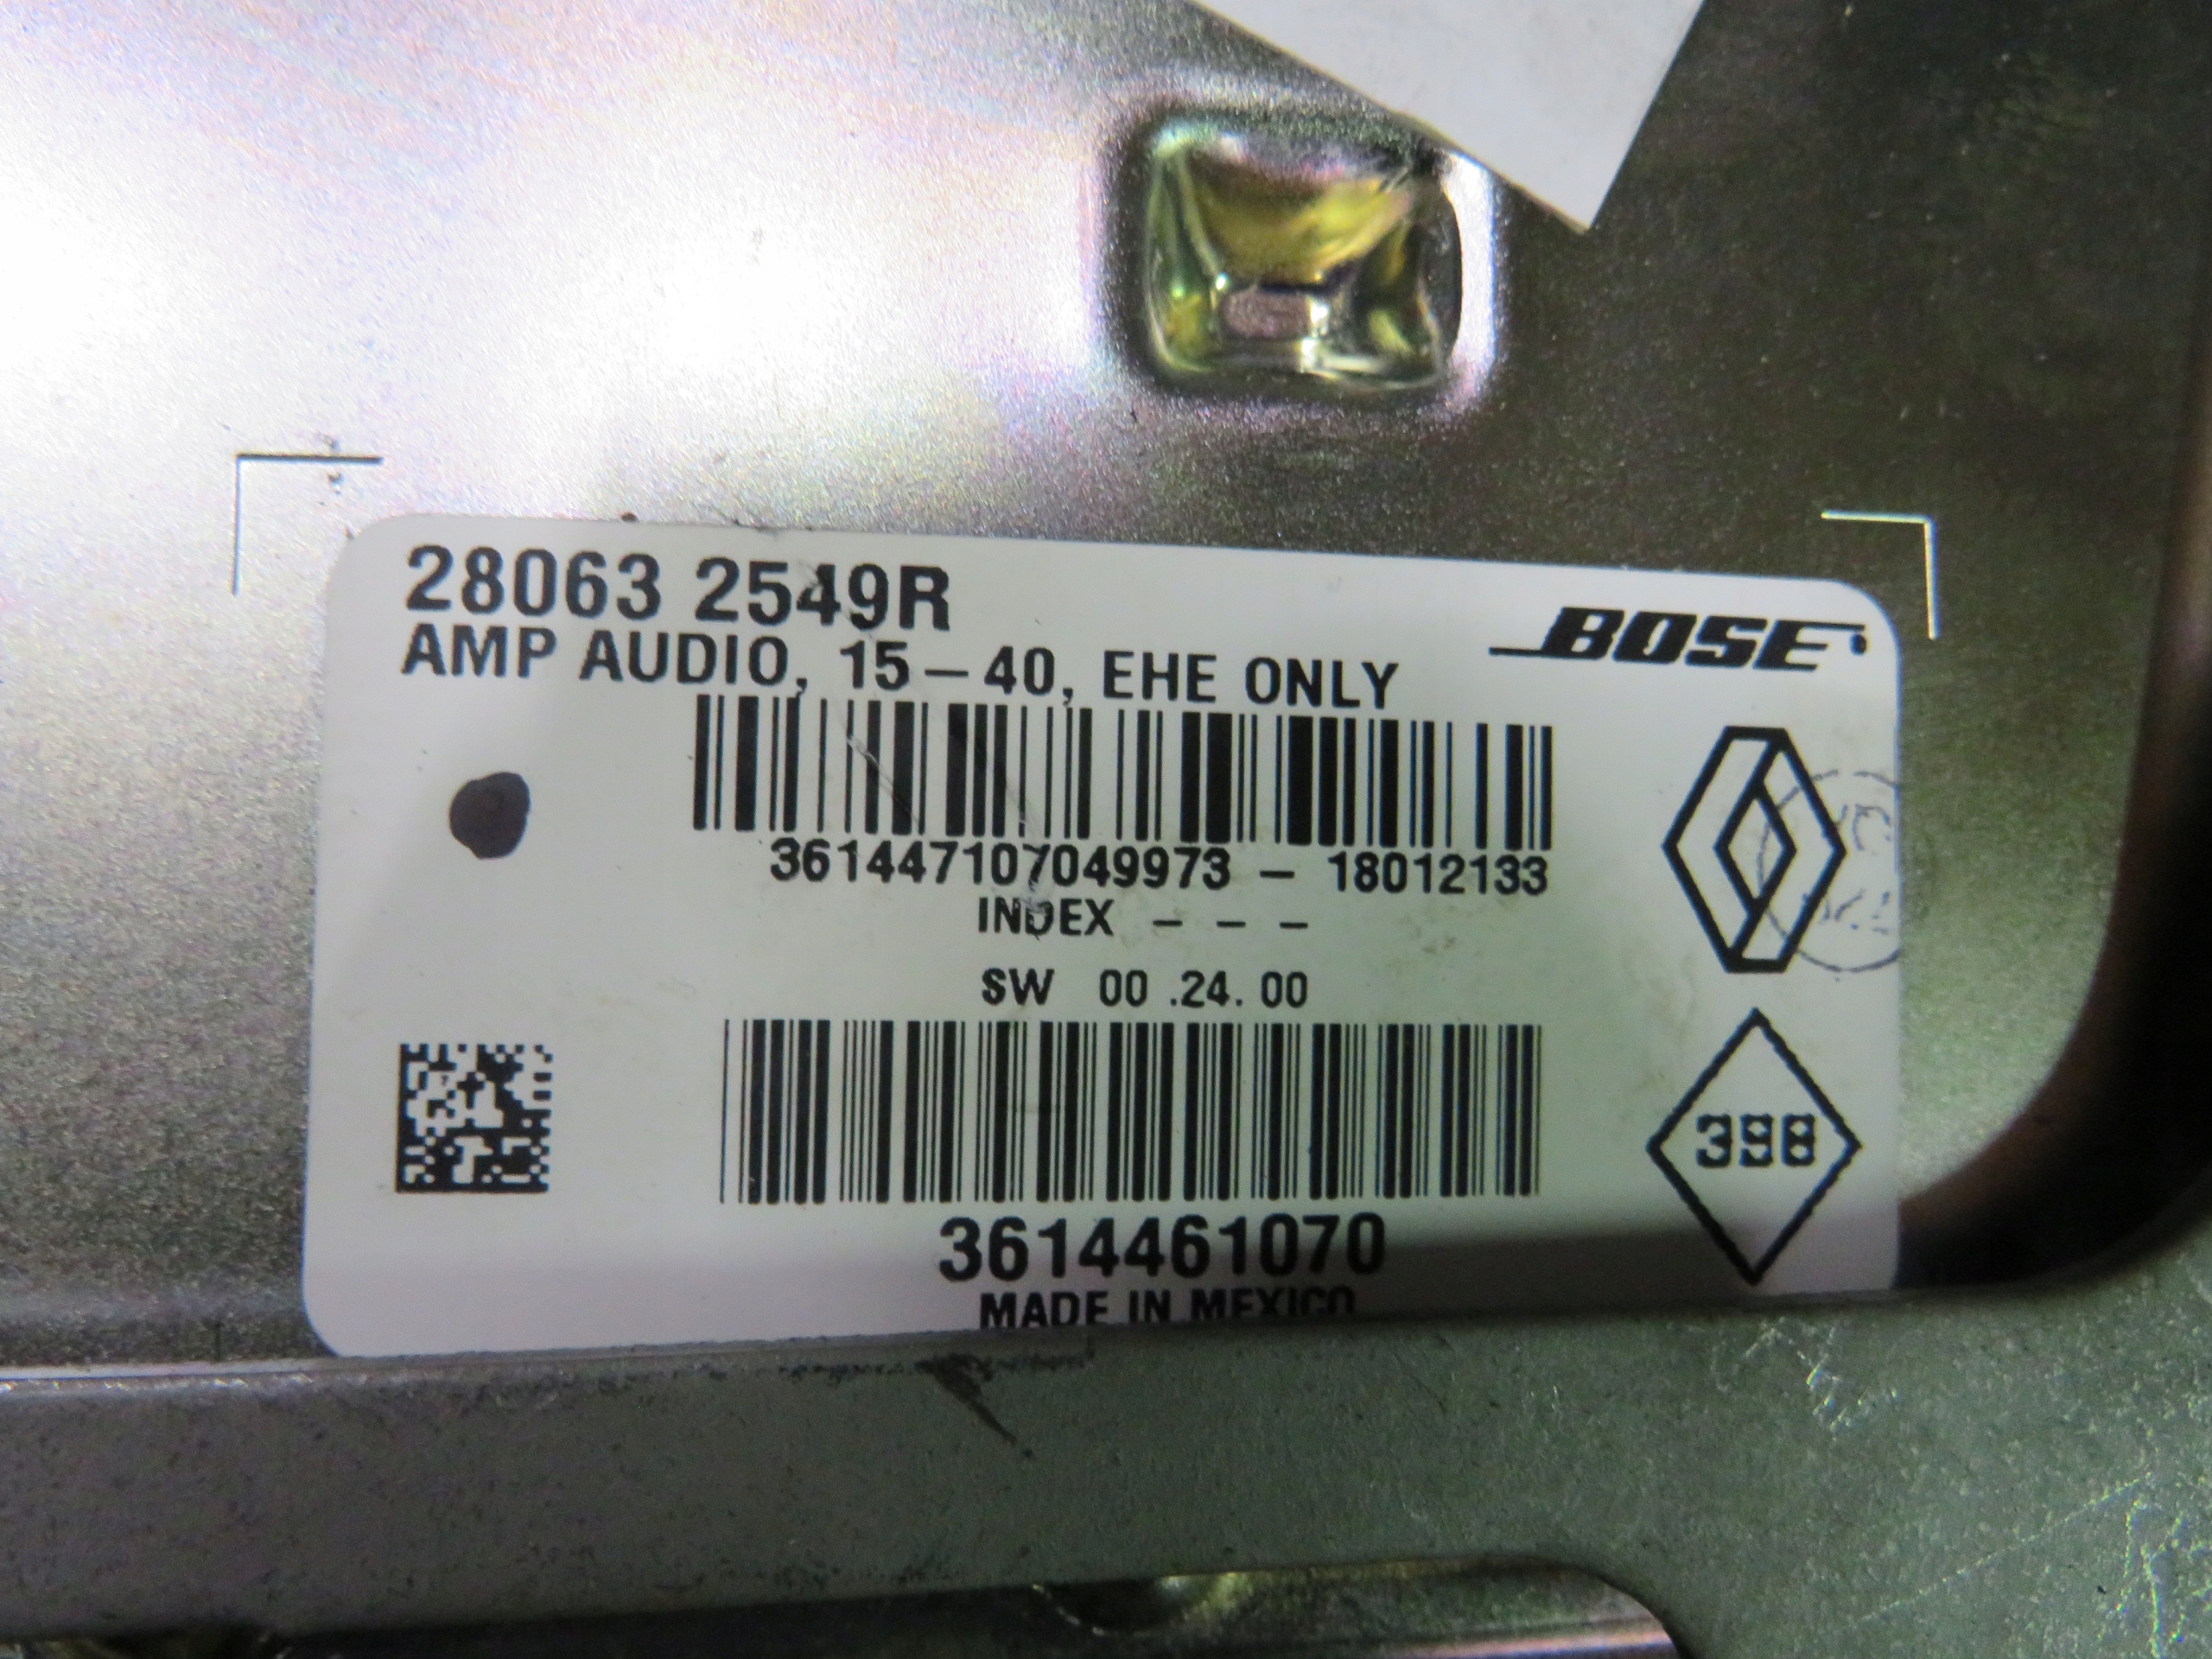 28063 2549R
BOSE
AMP AUDIO, 15-40, EHE ONLY
361447107049973 - 18012133
INDEX - - -
SW 00 .24. 00
398
3614461070
MADE IN MEXICO